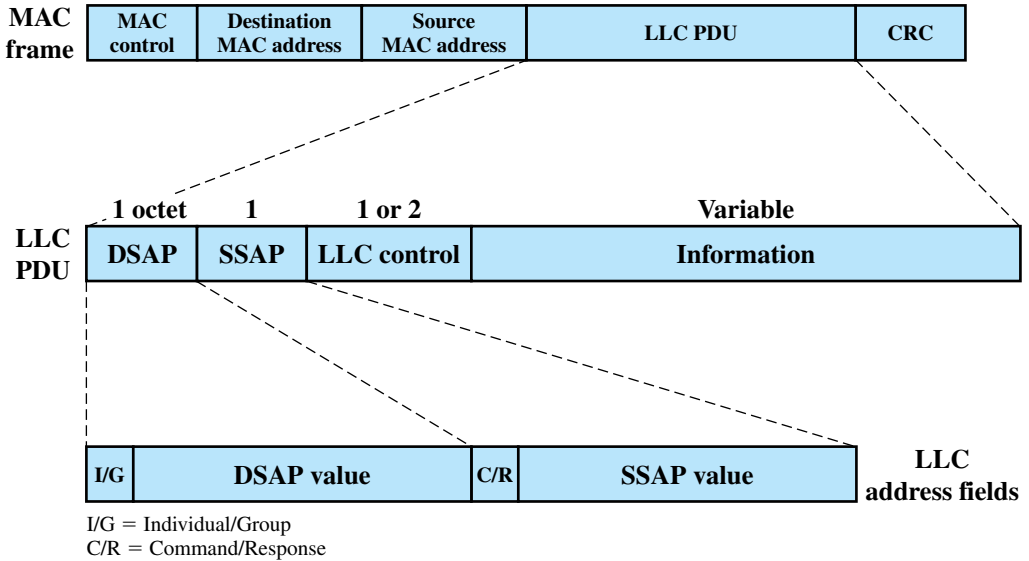 MAC frame
MAC control
Destination MAC address
Source MAC address
LLC PDU
CRC
1 octet
1
1 or 2
Variable
LLC PDU
DSAP
SSAP
LLC control
Information
I/G
DSAP value
C/R
SSAP value
LLC address fields
I/G = Individual/Group
C/R = Command/Response